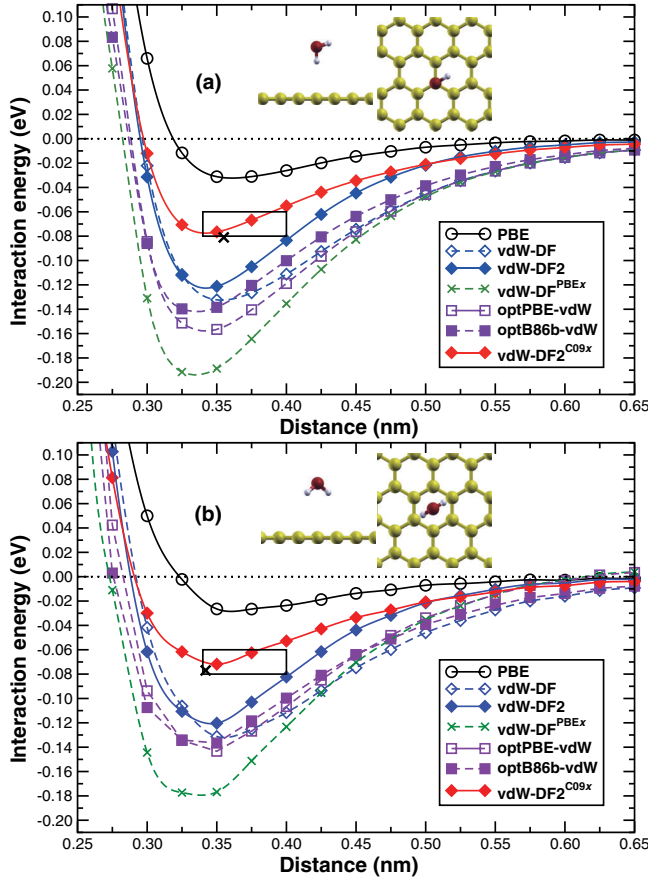 0.10
0.08
0.06
0.04
0.02
0.00
-0.02
-0.04
-0.06
-0.08
-0.10
-0.12
-0.14
-0.16
-0.18
-0.20
Interaction energy (eV)
(a)
PBE
vdW-DF
vdW-DF2
vdW-DF^PBEx
optPBE-vdW
optB86b-vdW
vdW-DF2^C09x
0.25 0.30 0.35 0.40 0.45 0.50 0.55 0.60 0.65
Distance (nm)
0.10
0.08
0.06
0.04
0.02
0.00
-0.02
-0.04
-0.06
-0.08
-0.10
-0.12
-0.14
-0.16
-0.18
-0.20
Interaction energy (eV)
(b)
PBE
vdW-DF
vdW-DF2
vdW-DF^PBEx
optPBE-vdW
optB86b-vdW
vdW-DF2^C09x
0.25 0.30 0.35 0.40 0.45 0.50 0.55 0.60 0.65
Distance (nm)